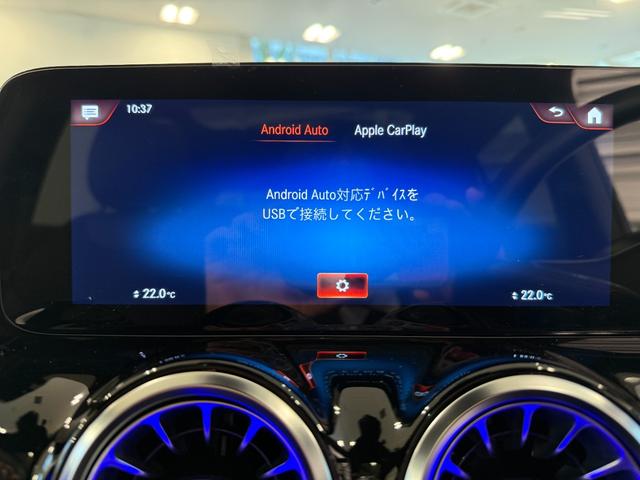 10:37
Android Auto Apple CarPlay
Android Auto対応ﾃﾞﾊﾞｲｽを
USBで接続してください。
22.0°C 22.0°C